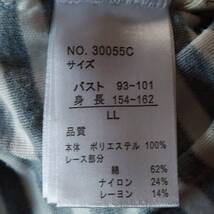 NO. 30055C
サイズ
バスト 93-101
身長 154-162
LL
品質
本体 ポリエステル 100%
レース部分
綿 62%
ナイロン 24%
レーヨン 14%